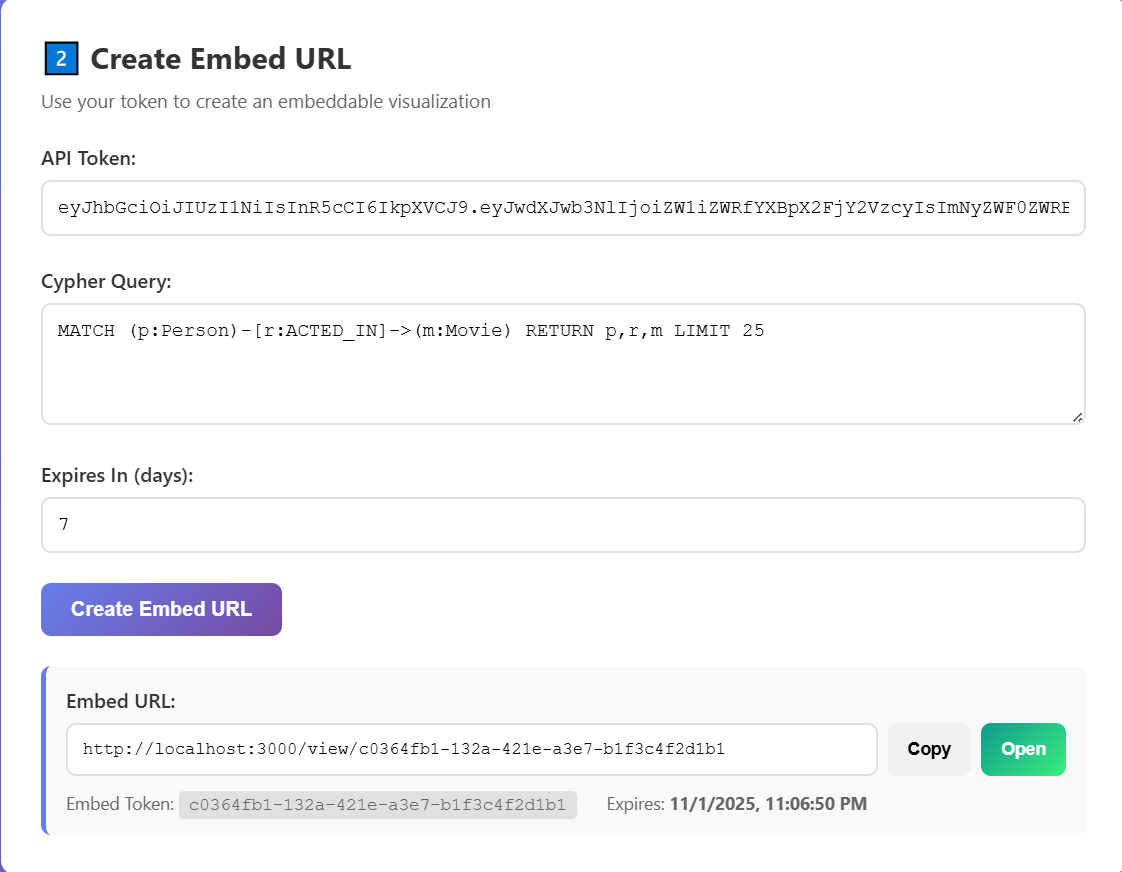 2 Create Embed URL
Use your token to create an embeddable visualization
API Token:
eyJhbGciOiJIUzI1NiIsInR5cCI6IkpXVCJ9.eyJwdXJwb3NlIjoiZW1iZWRfYXBpX2FjY2VzcyIsImNyZWF0ZWRB
Cypher Query:
MATCH (p:Person)-[r:ACTED_IN]->(m:Movie) RETURN p,r,m LIMIT 25
Expires In (days):
7
Create Embed URL
Embed URL:
http://localhost:3000/view/c0364fb1-132a-421e-a3e7-b1f3c4f2d1b1 Copy Open
Embed Token: c0364fb1-132a-421e-a3e7-b1f3c4f2d1b1 Expires: 11/1/2025, 11:06:50 PM